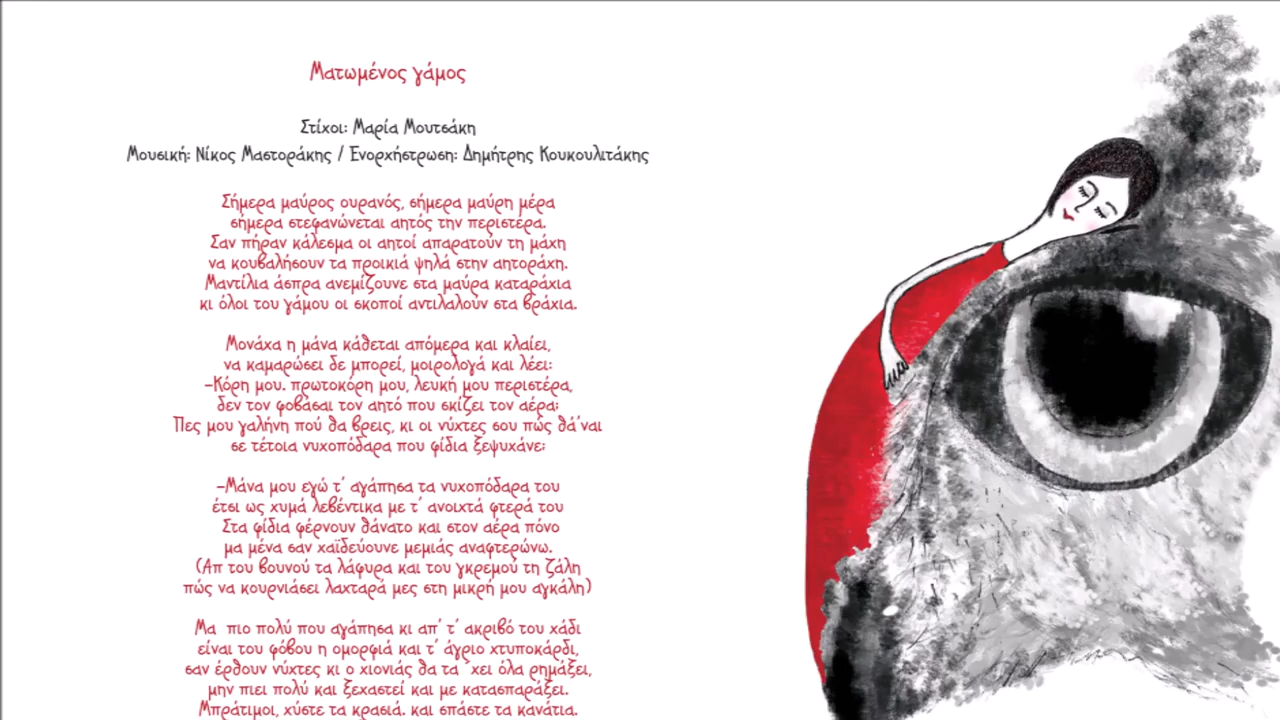 Ματωμένος γάμος
Στίχοι: Μαρία Μουτσάκη
Μουσική: Νίκος Μαστοράκης / Ενορχήστρωση: Δημήτρης Κουκουλιτάκης
Σήμερα μαύρος ουρανός, σήμερα μαύρη μέρα
σήμερα στεφανώνεται αητός την περιστέρα.
Σαν πήραν κάλεσμα οι αητοί απαρατούν τη μάχη
να κουβαλήσουν τα προικιά ψηλά στην αητοράχη.
Μαντίλια άσπρα ανεμίζουνε στα μαύρα καταράχια
κι όλοι του γάμου οι σκοποί αντιλαλούν στα βράχια.
Μονάχα η μάνα κάθεται απόμερα και κλαίει,
να καμαρώσει δε μπορεί, μοιρολογά και λέει:
–Κόρη μου. πρωτοκόρη μου, λευκή μου περιστέρα,
δεν τον φοβάσαι τον αητό που σκίζει τον αέρα;
Πες μου γαλήνη πού θα βρεις, κι οι νύχτες σου πώς θά΄ναι
σε τέτοια νυχοπόδαρα που φίδια ξεψυχάνε;
–Μάνα μου εγώ τ΄ αγάπησα τα νυχοπόδαρα του
έτσι ως χυμά λεβέντικα με τ΄ ανοιχτά φτερά του
Στα φίδια φέρνουν θάνατο και στον αέρα πόνο
μα μένα σαν χαϊδεύουνε μεμιάς αναφτερώνω.
(Απ του βουνού τα λάφυρα και του γκρεμού τη ζάλη
πώς να κουρνιάσει λαχταρά μες στη μικρή μου αγκάλη)
Μα πιο πολύ που αγάπησα κι απ΄ τ΄ ακριβό του χάδι
είναι του φόβου η ομορφιά και τ΄ άγριο χτυποκάρδι,
σαν έρθουν νύχτες κι ο χιονιάς θα τα ΄χει όλα ρημάξει,
μην πιει πολύ και ξεχαστεί και με κατασπαράξει.
Μπράτιμοι, χύστε τα κρασιά. και σπάστε τα κανάτια.